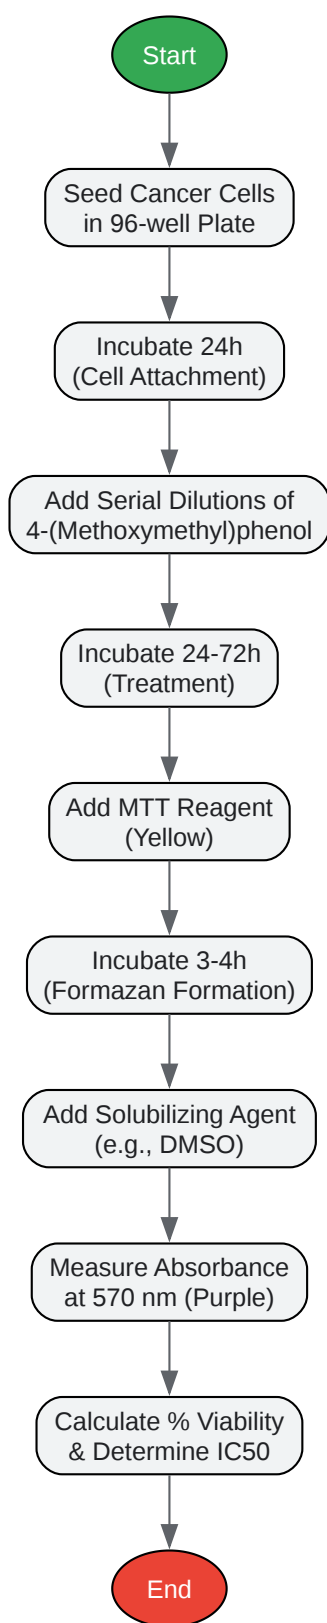 Start
Seed Cancer Cells
in 96-well Plate
Incubate 24h
(Cell Attachment)
Add Serial Dilutions of
4-(Methoxymethyl)phenol
Incubate 24-72h
(Treatment)
Add MTT Reagent
(Yellow)
Incubate 3-4h
(Formazan Formation)
Add Solubilizing Agent
(e.g., DMSO)
Measure Absorbance
at 570 nm (Purple)
Calculate % Viability
& Determine IC50
End